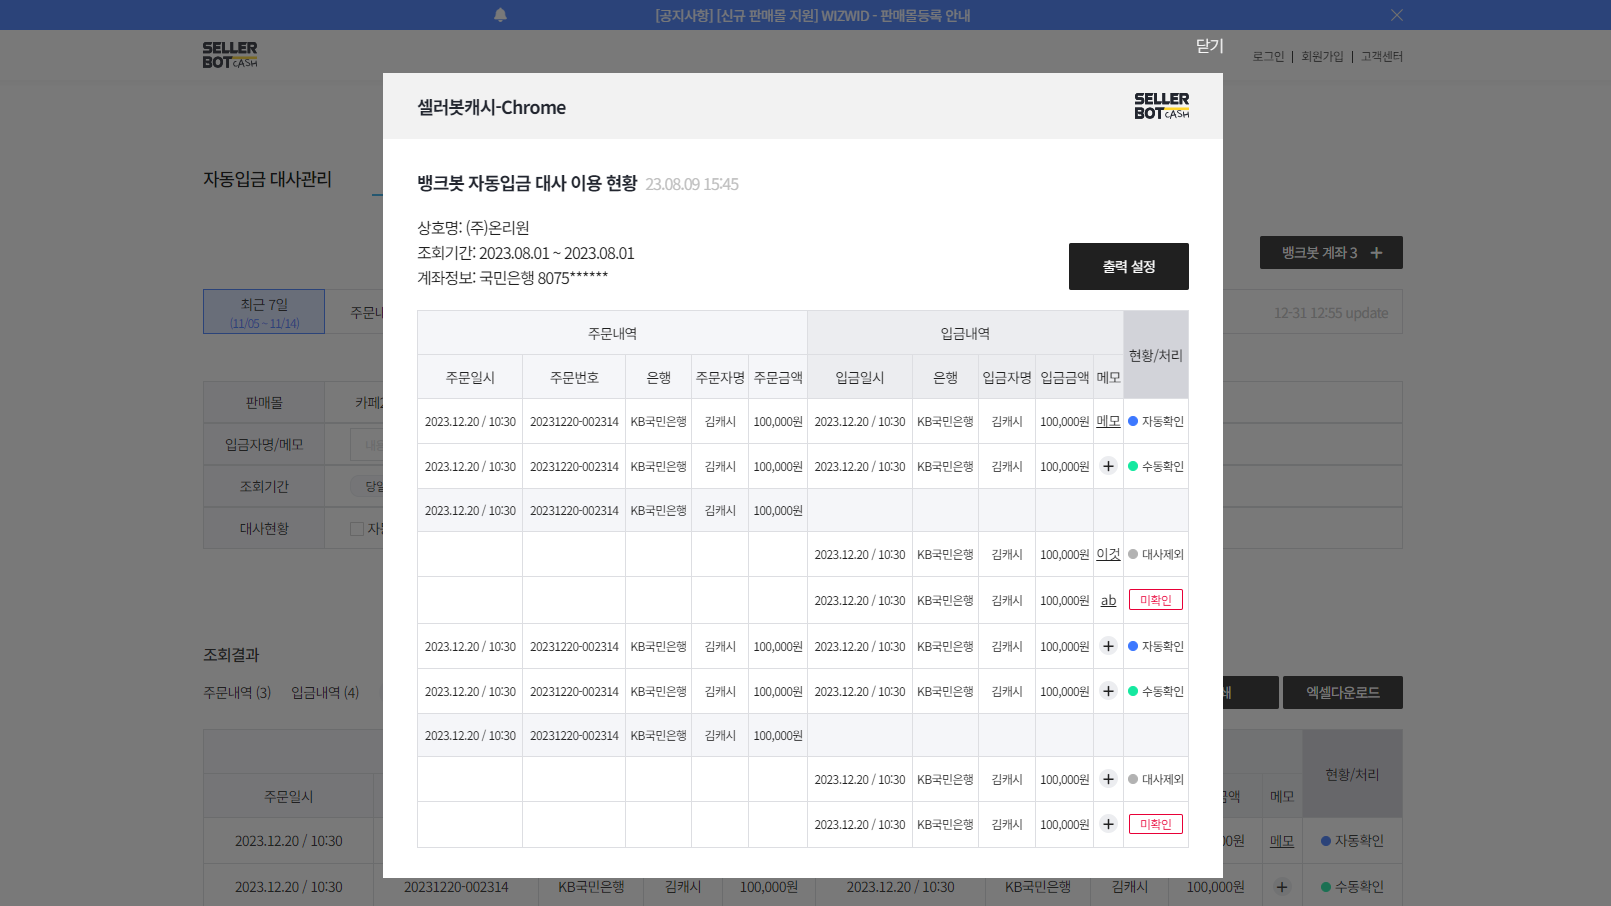 [공지사항] [신규 판매몰 지원] WIZWID - 판매몰등록 안내
닫기
SELLER
BOT CASH
로그인 | 회원가입 | 고객센터
셀러봇캐시-Chrome
SELLER
BOT CASH
자동입금 대사관리
뱅크봇 자동입금 대사 이용 현황 23.08.09 15:45
상호명: (주)온리원
조회기간: 2023.08.01 ~ 2023.08.01
계좌정보: 국민은행 8075******
출력 설정
뱅크봇 계좌 3 +
최근 7일
(11/05 ~ 11/14)
12-31 12:55 update
주문내역 입금내역 현황/처리
주문일시 주문번호 은행 주문자명 주문금액 입금일시 은행 입금자명 입금금액 메모
2023.12.20 / 10:30 20231220-002314 KB국민은행 김캐시 100,000원 2023.12.20 / 10:30 KB국민은행 김캐시 100,000원 메모 자동확인
2023.12.20 / 10:30 20231220-002314 KB국민은행 김캐시 100,000원 2023.12.20 / 10:30 KB국민은행 김캐시 100,000원 + 수동확인
2023.12.20 / 10:30 20231220-002314 KB국민은행 김캐시 100,000원
2023.12.20 / 10:30 KB국민은행 김캐시 100,000원 이것 대사제외
2023.12.20 / 10:30 KB국민은행 김캐시 100,000원 ab 미확인
2023.12.20 / 10:30 20231220-002314 KB국민은행 김캐시 100,000원 2023.12.20 / 10:30 KB국민은행 김캐시 100,000원 + 자동확인
2023.12.20 / 10:30 20231220-002314 KB국민은행 김캐시 100,000원 2023.12.20 / 10:30 KB국민은행 김캐시 100,000원 + 수동확인
2023.12.20 / 10:30 20231220-002314 KB국민은행 김캐시 100,000원
2023.12.20 / 10:30 KB국민은행 김캐시 100,000원 + 대사제외
2023.12.20 / 10:30 KB국민은행 김캐시 100,000원 + 미확인
판매몰
입금자명/메모
조회기간 당일
대사현황
조회결과
주문내역 (3) 입금내역 (4)
엑셀다운로드
현황/처리
주문일시 메모
2023.12.20 / 10:30 메모 자동확인
2023.12.20 / 10:30 20231220-002314 KB국민은행 김캐시 100,000원 2023.12.20 / 10:30 KB국민은행 김캐시 100,000원 + 수동확인